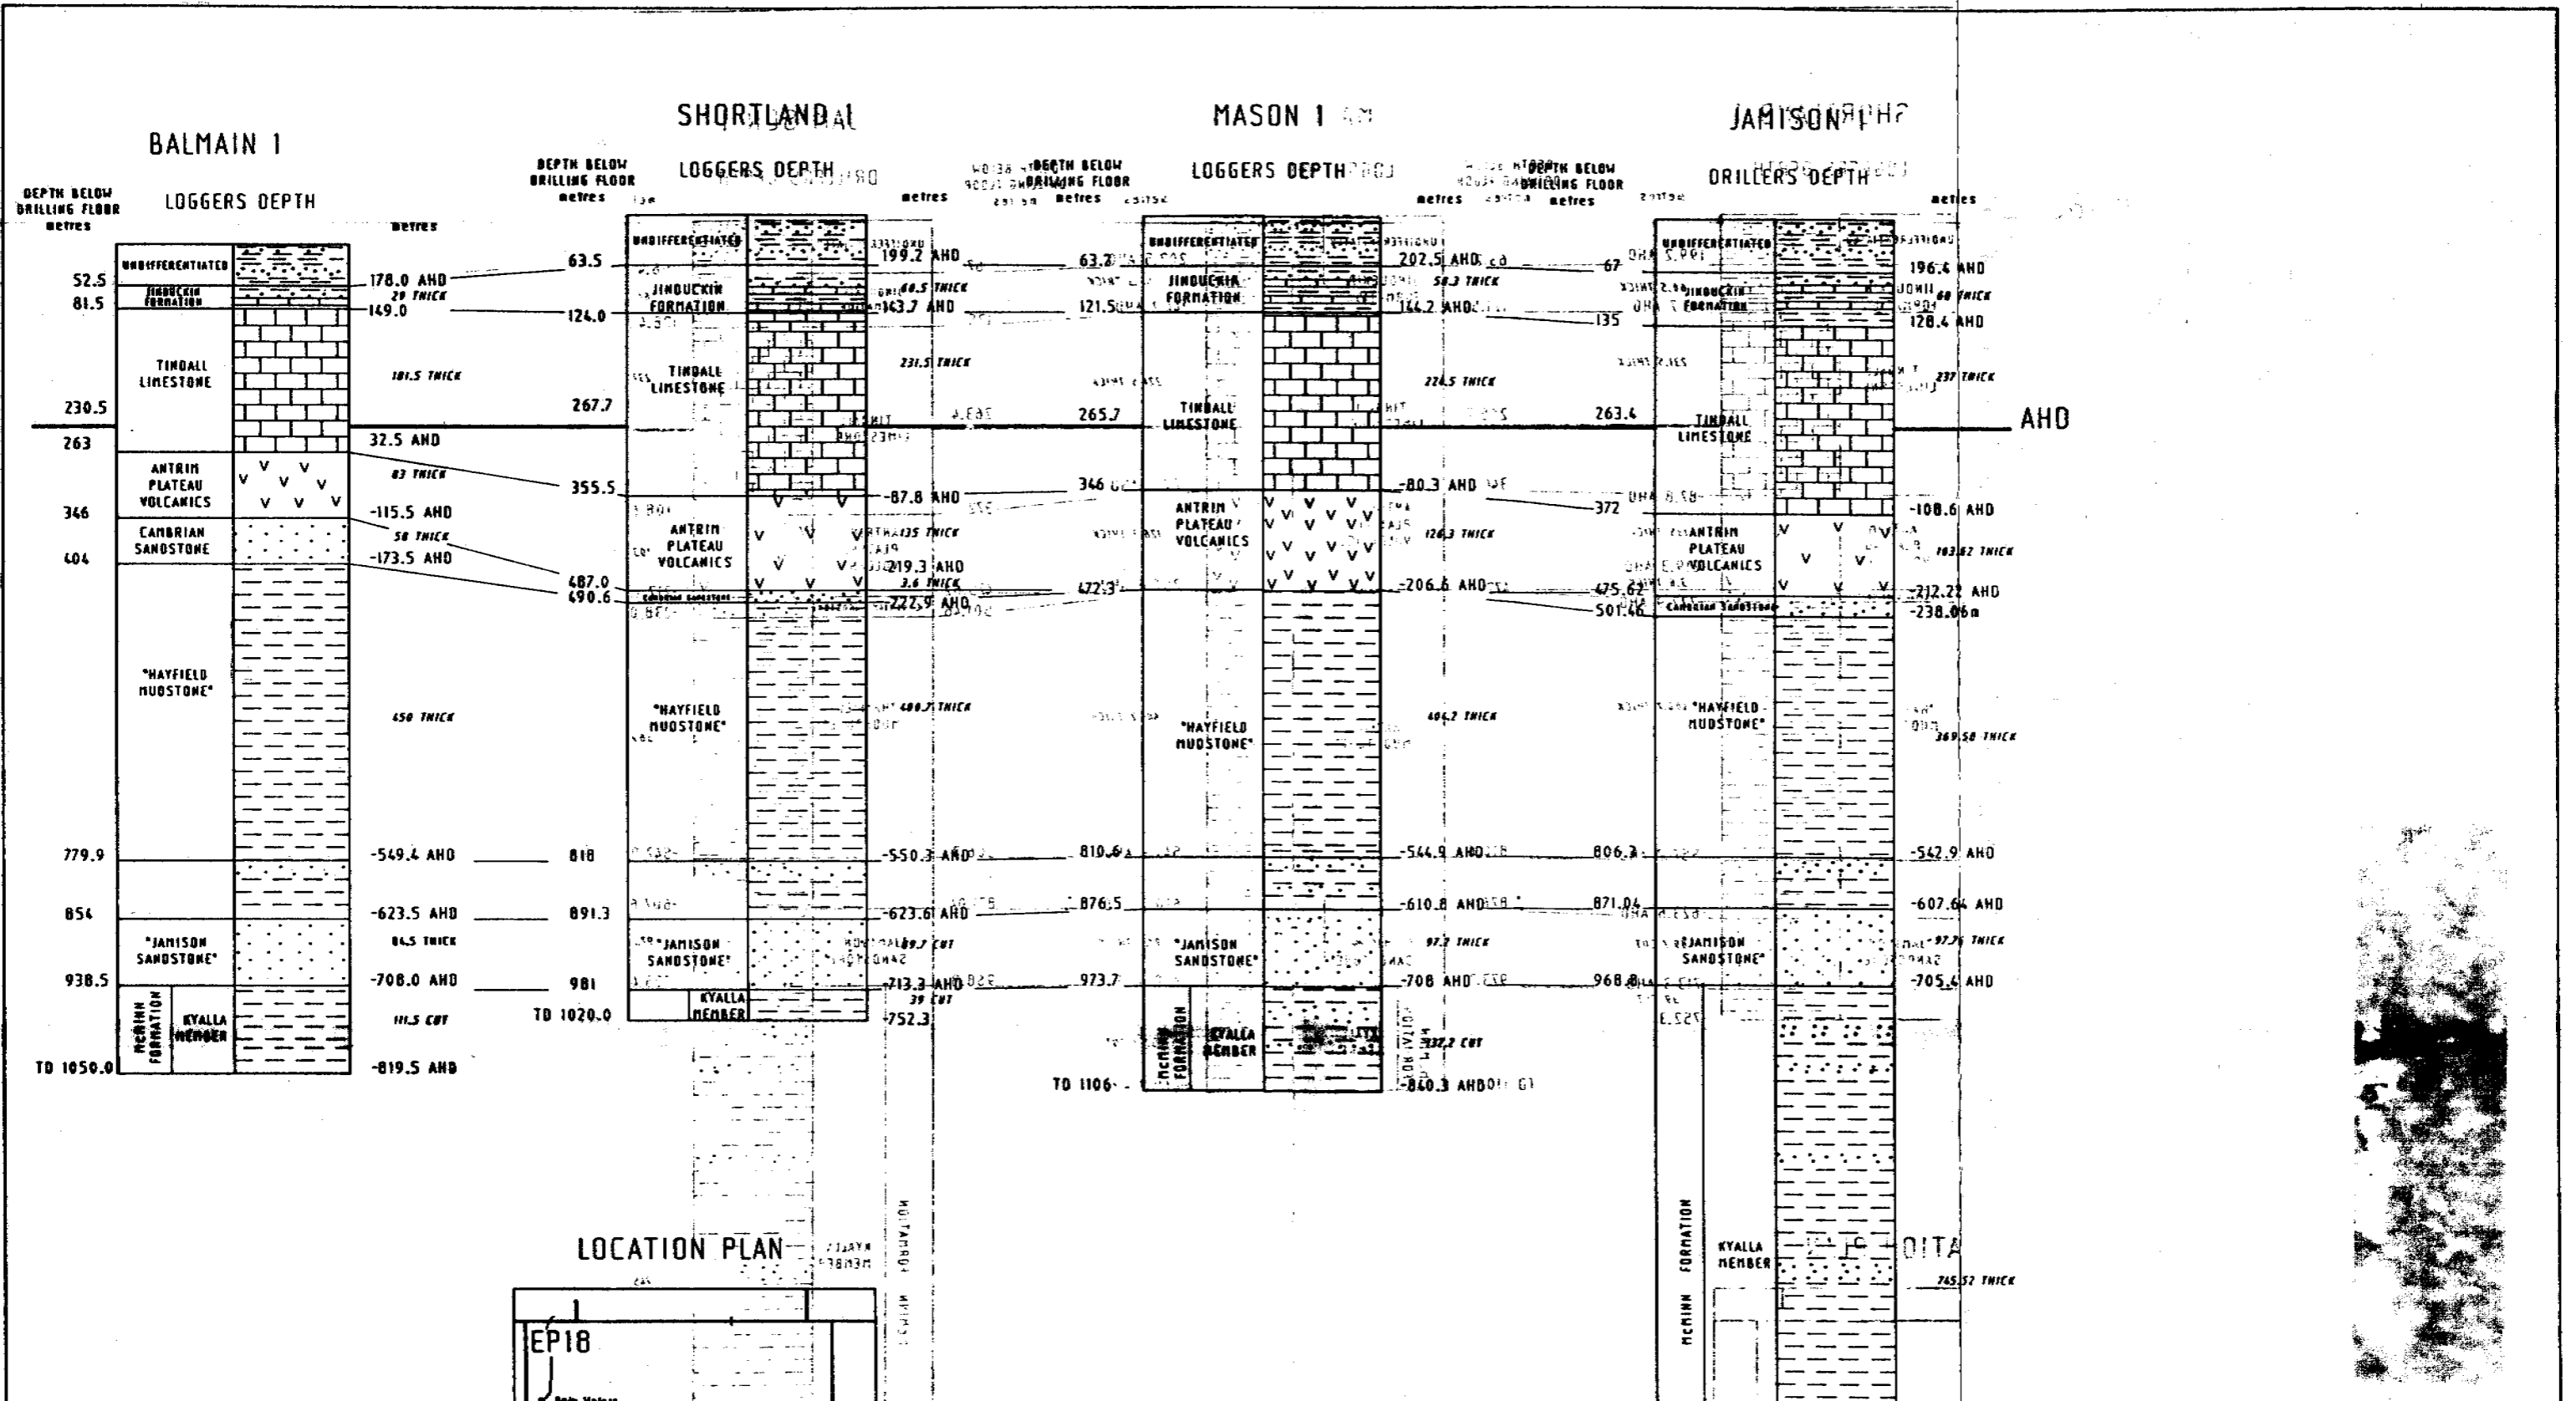 BALMAIN 1
DEPTH BELOW
DRILLING FLOOR
metres
LOGGERS DEPTH
metres
UNDIFFERENTIATED
52.5
178.0 AHD
JINDUCKIN
FORMATION
29 THICK
81.5
149.0
TINDALL
LIMESTONE
181.5 THICK
230.5
263
32.5 AHD
ANTRIM
PLATEAU
VOLCANICS
83 THICK
346
-115.5 AHD
CAMBRIAN
SANDSTONE
58 THICK
404
-173.5 AHD
"HAYFIELD
MUDSTONE"
450 THICK
779.9
-549.4 AHD
854
-623.5 AHD
"JAMISON
SANDSTONE"
84.5 THICK
938.5
-708.0 AHD
MCMINN
FORMATION
KYALLA
MEMBER
111.5 CUT
TD 1050.0
-819.5 AHD
SHORTLAND 1
DEPTH BELOW
DRILLING FLOOR
metres
LOGGERS DEPTH
metres
UNDIFFERENTIATED
63.5
199.2 AHD
JINDUCKIN
FORMATION
60.5 THICK
124.0
143.7 AHD
TINDALL
LIMESTONE
231.5 THICK
267.7
355.5
-87.8 AHD
ANTRIM
PLATEAU
VOLCANICS
135 THICK
487.0
-219.3 AHD
3.6 THICK
490.6
CAMBRIAN SANDSTONE
-222.9 AHD
"HAYFIELD
MUDSTONE"
400.7 THICK
818
-550.3 AHD
891.3
-623.6 AHD
"JAMISON
SANDSTONE"
89.7 CUT
981
-713.3 AHD
KYALLA
MEMBER
39 CUT
TD 1020.0
-752.3
MASON 1
DEPTH BELOW
DRILLING FLOOR
metres
LOGGERS DEPTH
metres
UNDIFFERENTIATED
63.2
202.5 AHD
JINDUCKIN
FORMATION
58.3 THICK
121.5
144.2 AHD
TINDALL
LIMESTONE
224.5 THICK
265.7
346
-80.3 AHD
ANTRIM
PLATEAU
VOLCANICS
126.3 THICK
472.3
-206.6 AHD
"HAYFIELD
MUDSTONE"
404.2 THICK
810.6
-544.9 AHD
876.5
-610.8 AHD
"JAMISON
SANDSTONE"
97.2 THICK
973.7
-708 AHD
MCMINN
FORMATION
KYALLA
MEMBER
132.2 CUT
TD 1106
-840.3 AHD
JAMISON 1
DEPTH BELOW
DRILLING FLOOR
metres
DRILLERS DEPTH
metres
UNDIFFERENTIATED
67
196.4 AHD
JINDUCKIN
FORMATION
68 THICK
135
128.4 AHD
TINDALL
LIMESTONE
237 THICK
263.4
AHD
372
-108.6 AHD
ANTRIM
PLATEAU
VOLCANICS
103.62 THICK
475.62
-212.22 AHD
501.46
CAMBRIAN SANDSTONE
-238.06m
"HAYFIELD
MUDSTONE"
369.58 THICK
806.3
-542.9 AHD
871.04
-607.64 AHD
"JAMISON
SANDSTONE"
97.76 THICK
968.8
-705.4 AHD
McMINN FORMATION
KYALLA
MEMBER
745.52 THICK
LOCATION PLAN
EP18